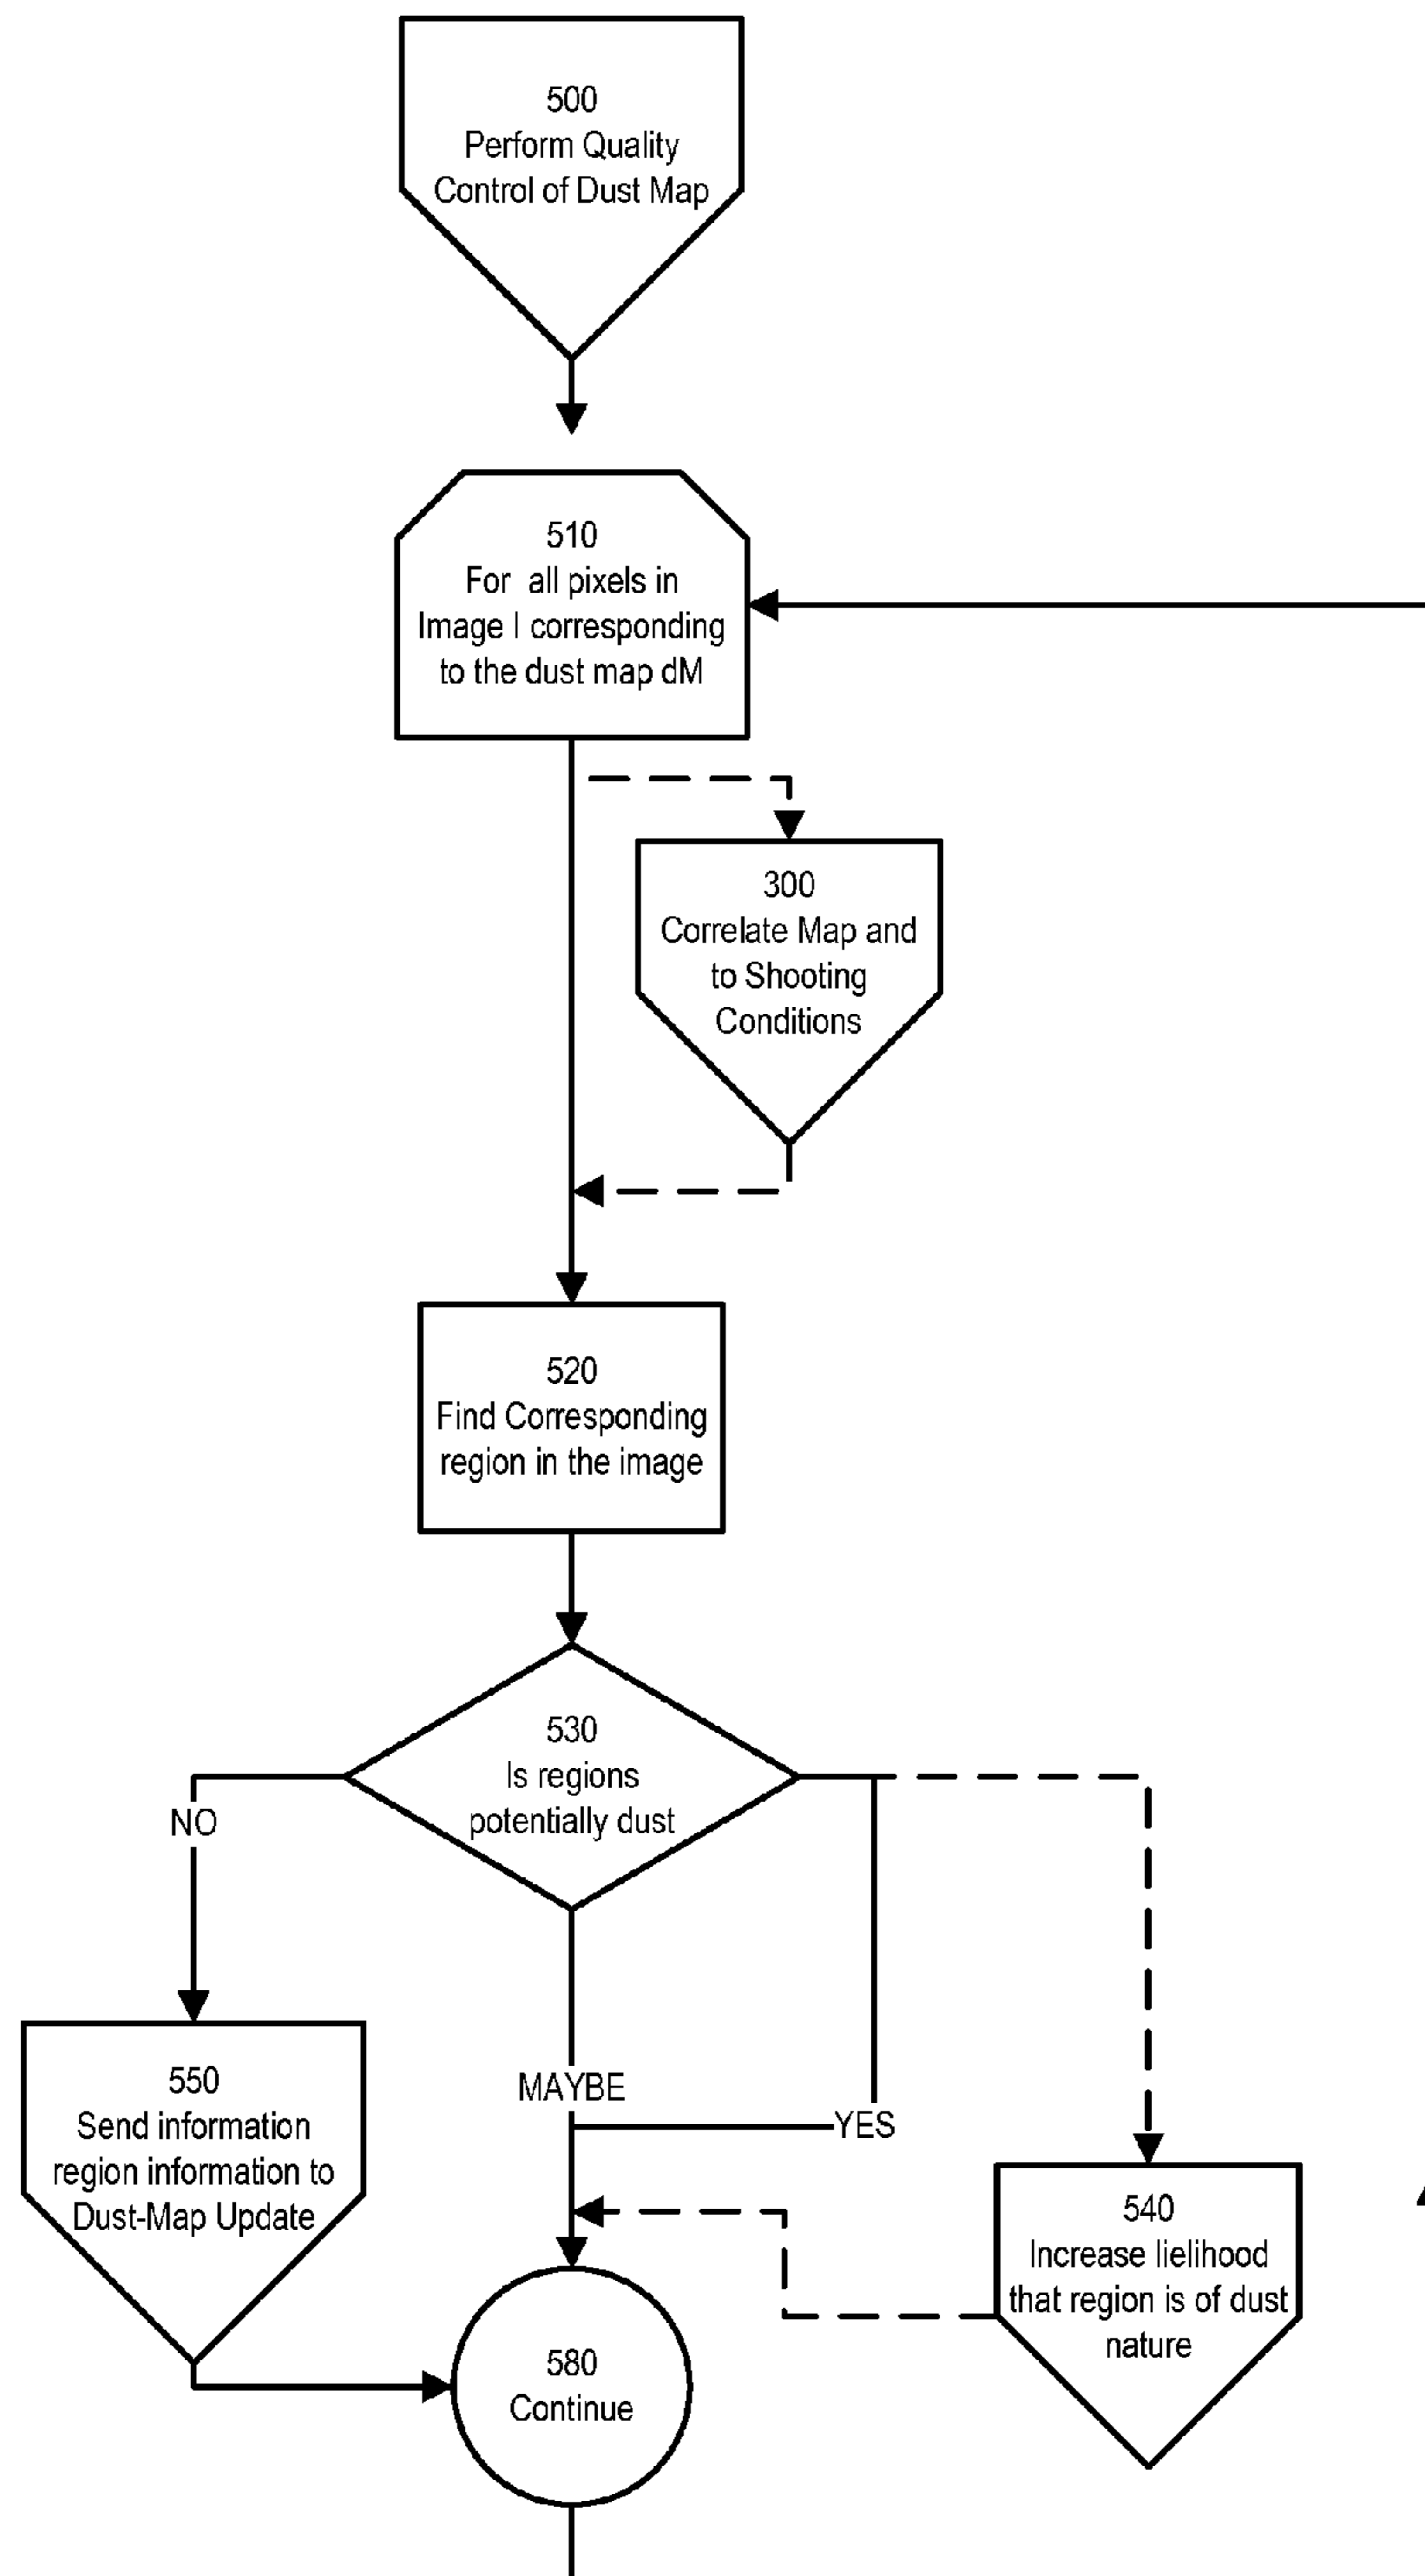 500
Perform Quality
Control of Dust Map
510
For all pixels in
Image I corresponding
to the dust map dM
300
Correlate Map and
to Shooting
Conditions
520
Find Corresponding
region in the image
530
Is regions
potentially dust
NO
MAYBE
YES
550
Send information
region information to
Dust-Map Update
540
Increase lielihood
that region is of dust
nature
580
Continue